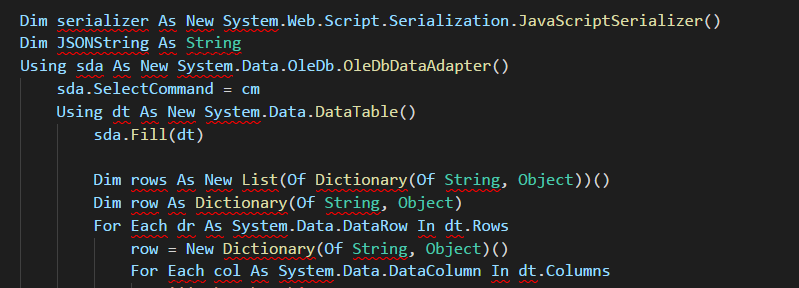 Dim serializer As New System.Web.Script.Serialization.JavaScriptSerializer()
Dim JSONString As String
Using sda As New System.Data.OleDb.OleDbDataAdapter()
sda.SelectCommand = cm
Using dt As New System.Data.DataTable()
sda.Fill(dt)
Dim rows As New List(Of Dictionary(Of String, Object))()
Dim row As Dictionary(Of String, Object)
For Each dr As System.Data.DataRow In dt.Rows
row = New Dictionary(Of String, Object)()
For Each col As System.Data.DataColumn In dt.Columns